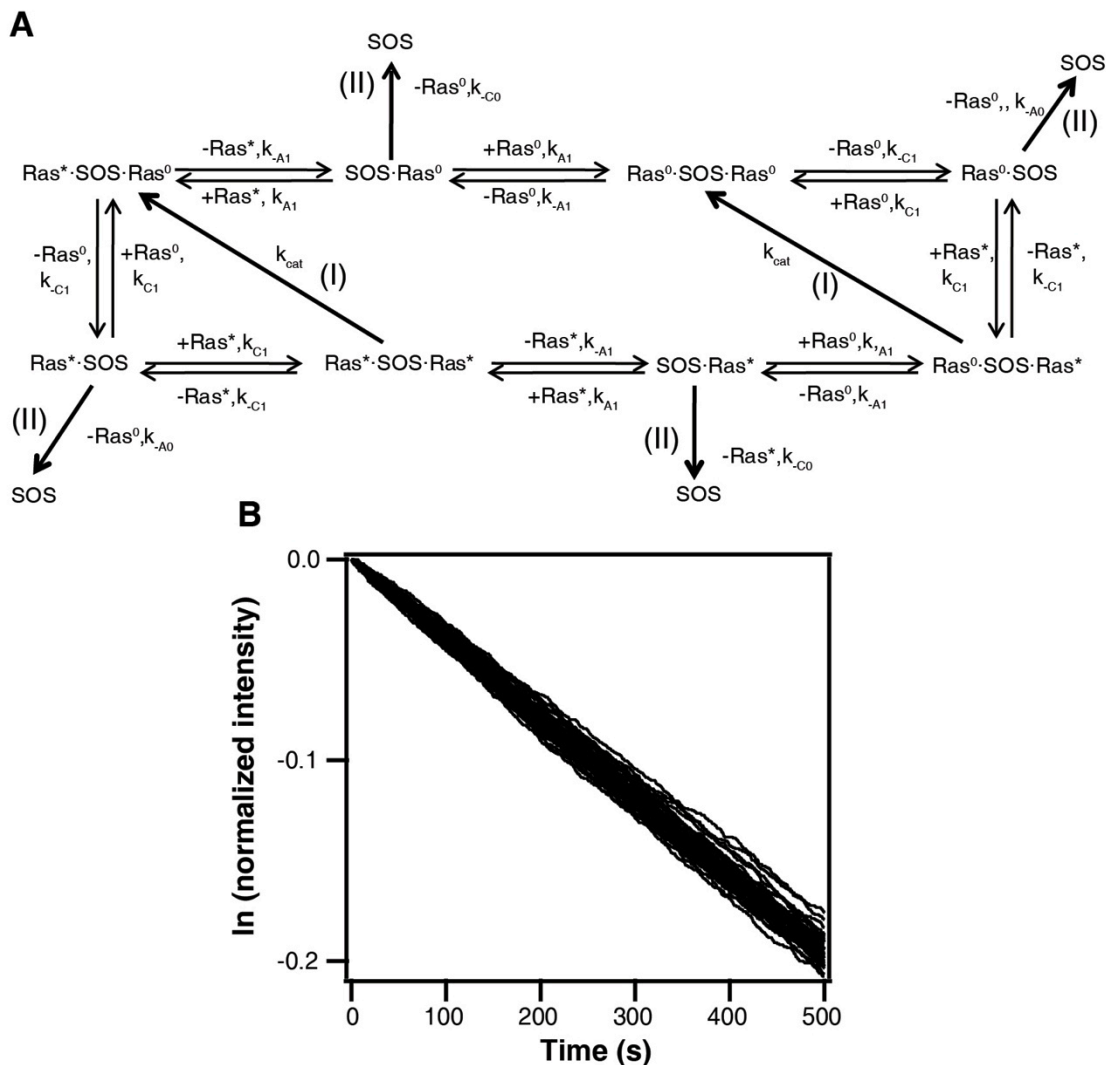 A
SOS
(II) -Ras⁰,k-C0
SOS
-Ras⁰,, k-A0
(II)
-Ras*,k-A1
+Ras⁰,kA1
-Ras⁰,k-C1
Ras*·SOS·Ras⁰
SOS·Ras⁰
Ras⁰·SOS·Ras⁰
Ras⁰·SOS
+Ras*, kA1
-Ras⁰,k-A1
+Ras⁰,kC1
-Ras⁰,
k-C1
+Ras⁰,
kC1
kcat
(I)
kcat
(I)
+Ras*,
kC1
-Ras*,
k-C1
+Ras*,kC1
-Ras*,k-A1
+Ras⁰,k,A1
Ras*·SOS
Ras*·SOS·Ras*
SOS·Ras*
Ras⁰·SOS·Ras*
-Ras*,k-C1
+Ras*,kA1
-Ras⁰,k-A1
(II)
-Ras⁰,k-A0
SOS
(II)
-Ras*,k-C0
SOS
B
ln (normalized intensity)
0.0
-0.1
-0.2
0 100 200 300 400 500
Time (s)